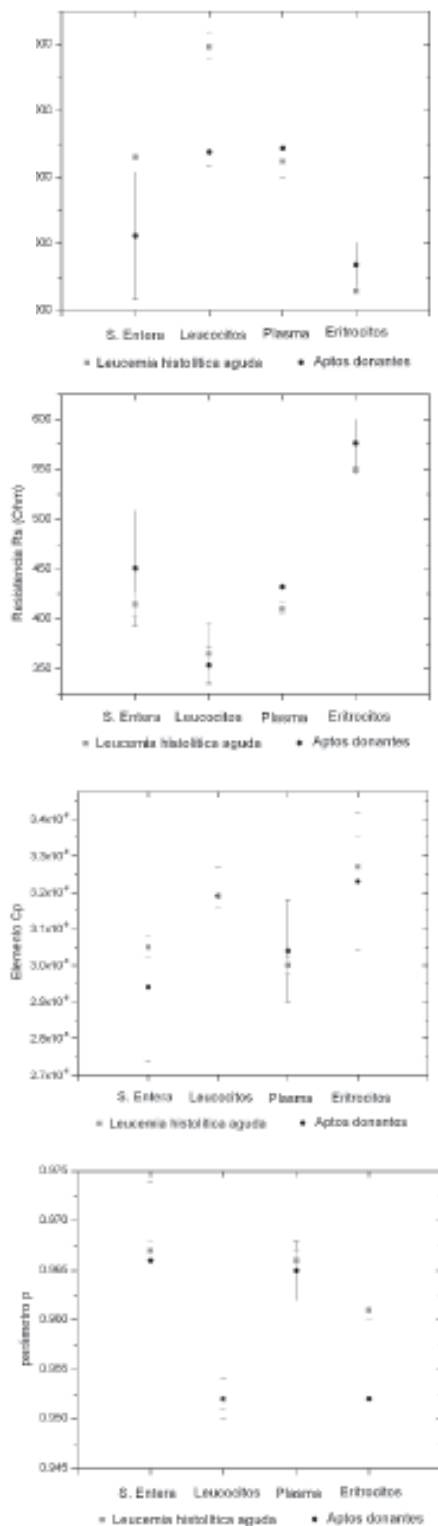 S. Entera Leucocitos Plasma Eritrocitos
Leucemia histolítica aguda Aptos donantes
600
550
500
450
400
350
Resistencia Rs (Ohm)
S. Entera Leucocitos Plasma Eritrocitos
Leucemia histolítica aguda Aptos donantes
Elemento Cp
S. Entera Leucocitos Plasma Eritrocitos
Leucemia histolítica aguda Aptos donantes
0.975
0.970
0.965
0.960
0.955
0.950
0.945
parámetro p
S. Entera Leucocitos Plasma Eritrocitos
Leucemia histolítica aguda Aptos donantes